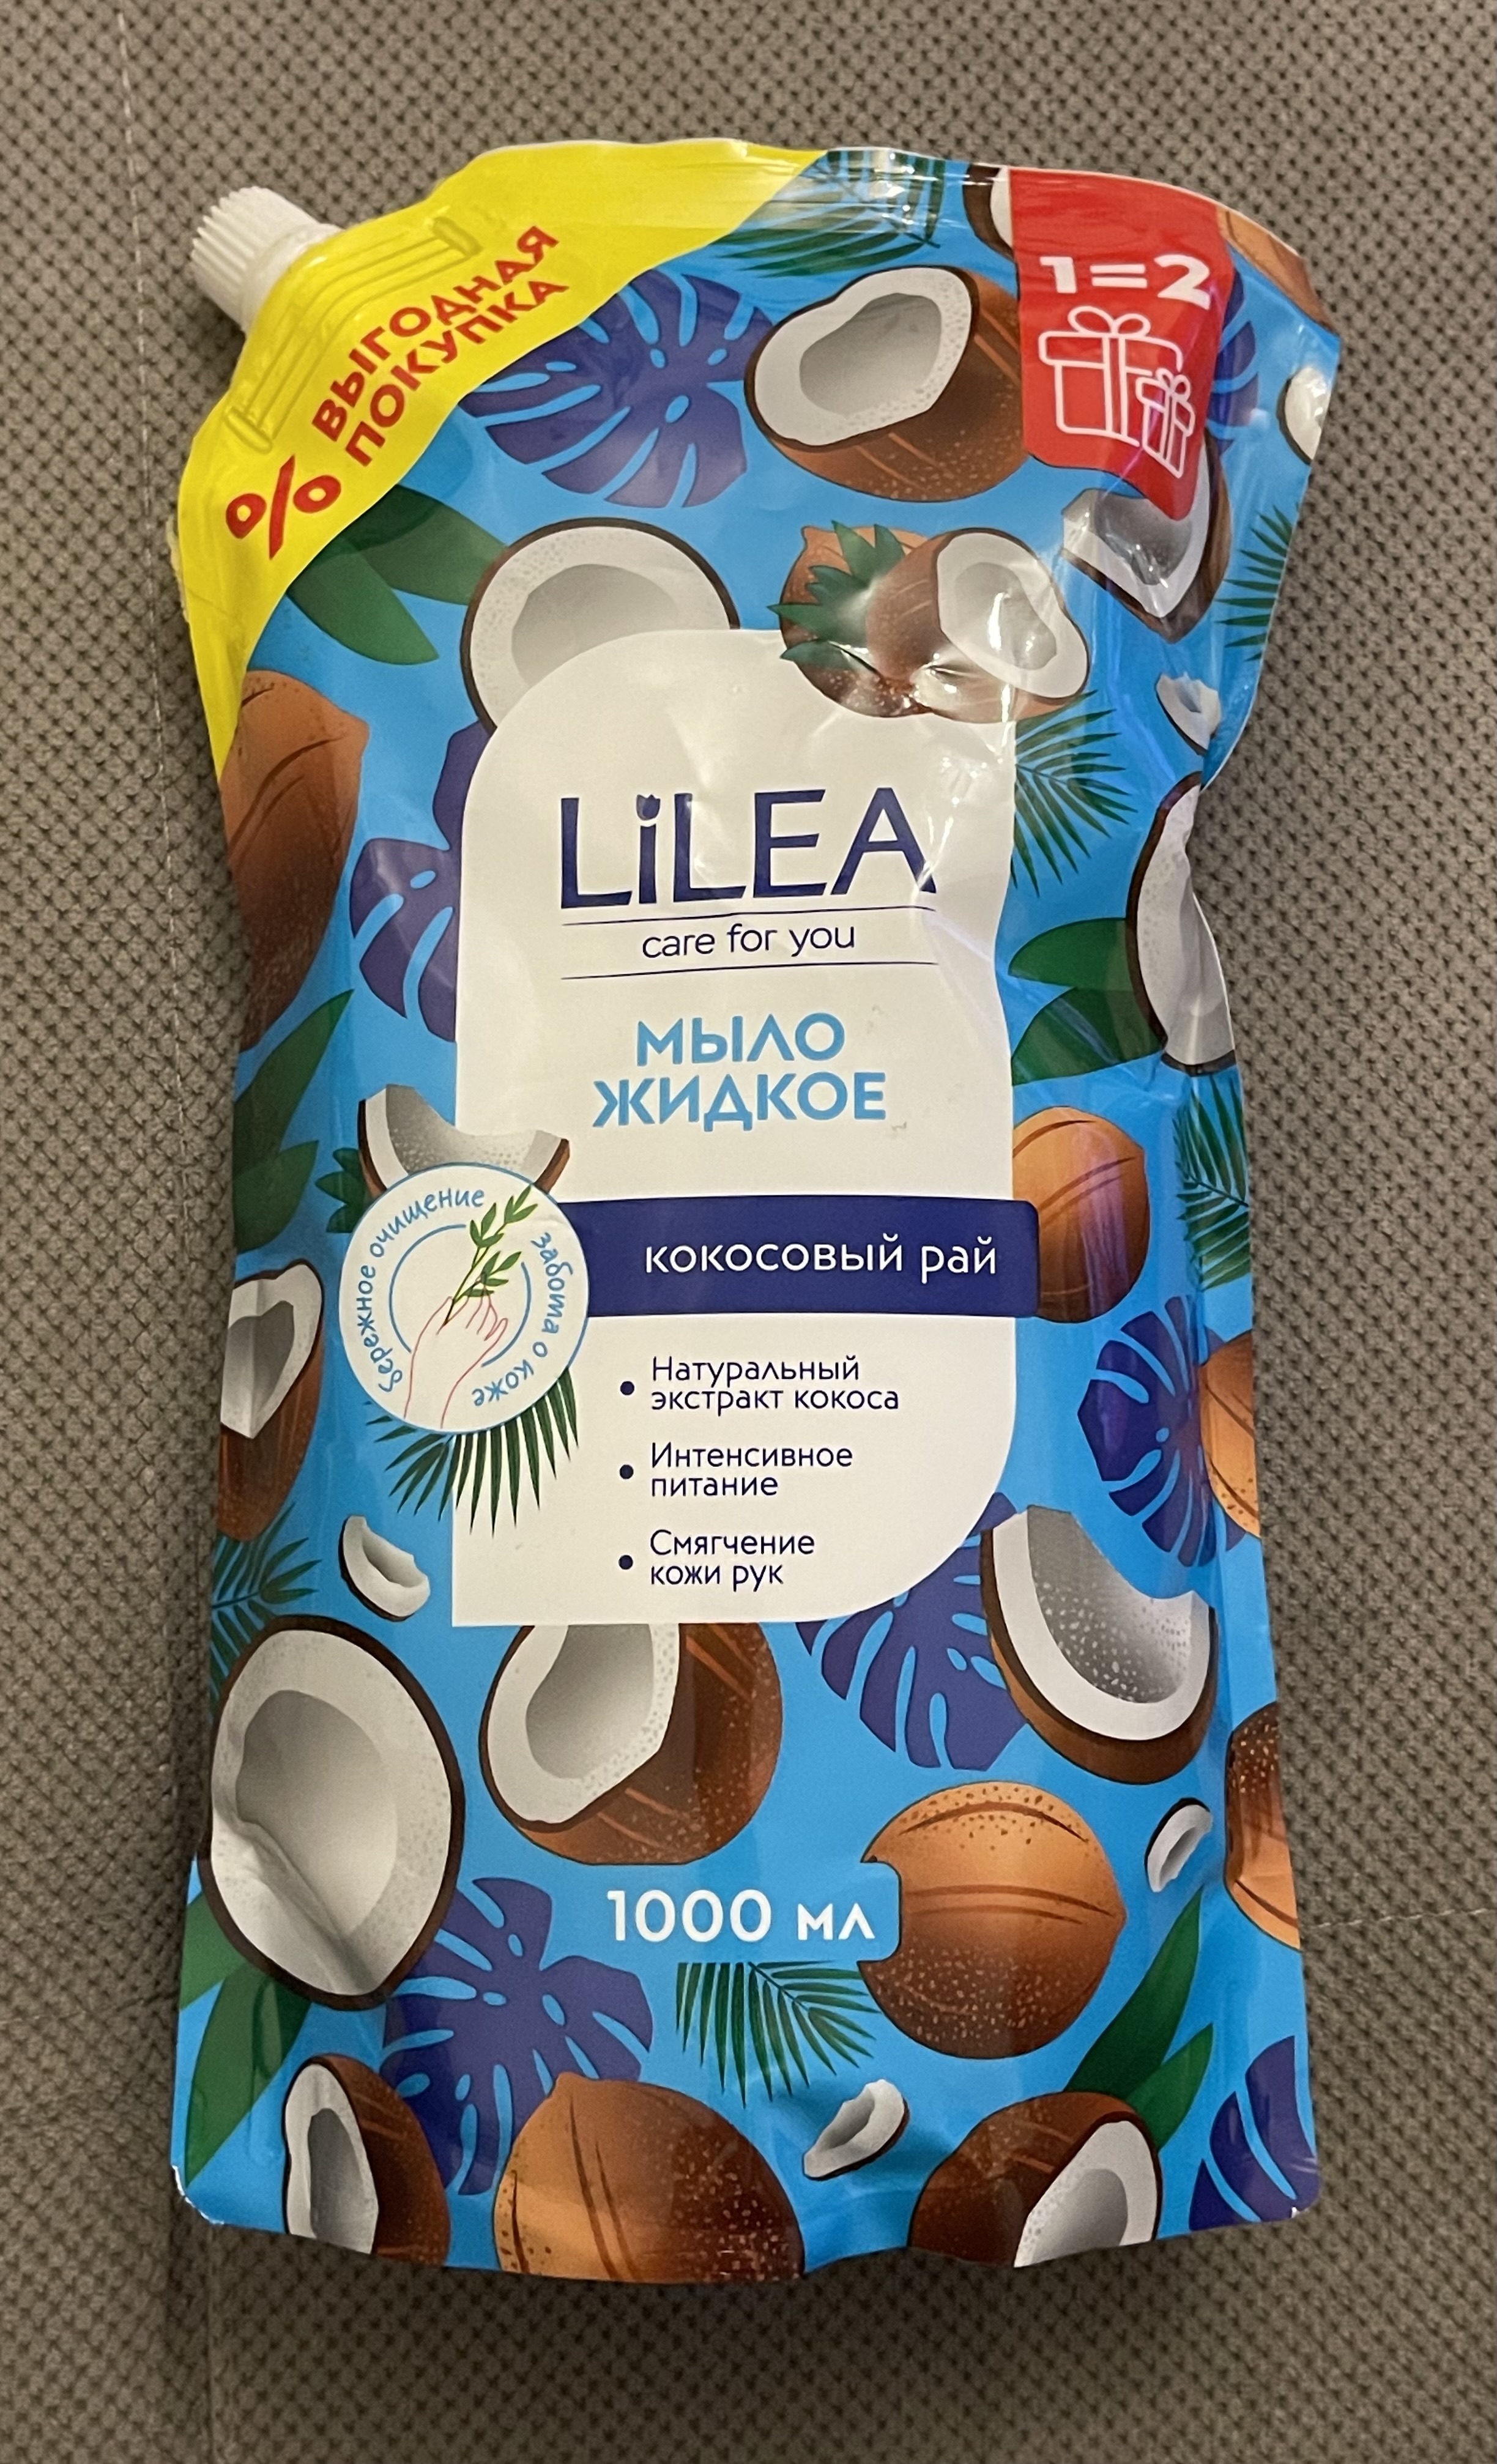 % ВЫГОДНАЯ
ПОКУПКА
1=2
LiLEA
care for you
МЫЛО
ЖИДКОЕ
бережное очищение
забота о коже
кокосовый рай
• Натуральный
экстракт кокоса
• Интенсивное
питание
• Смягчение
кожи рук
1000 мл